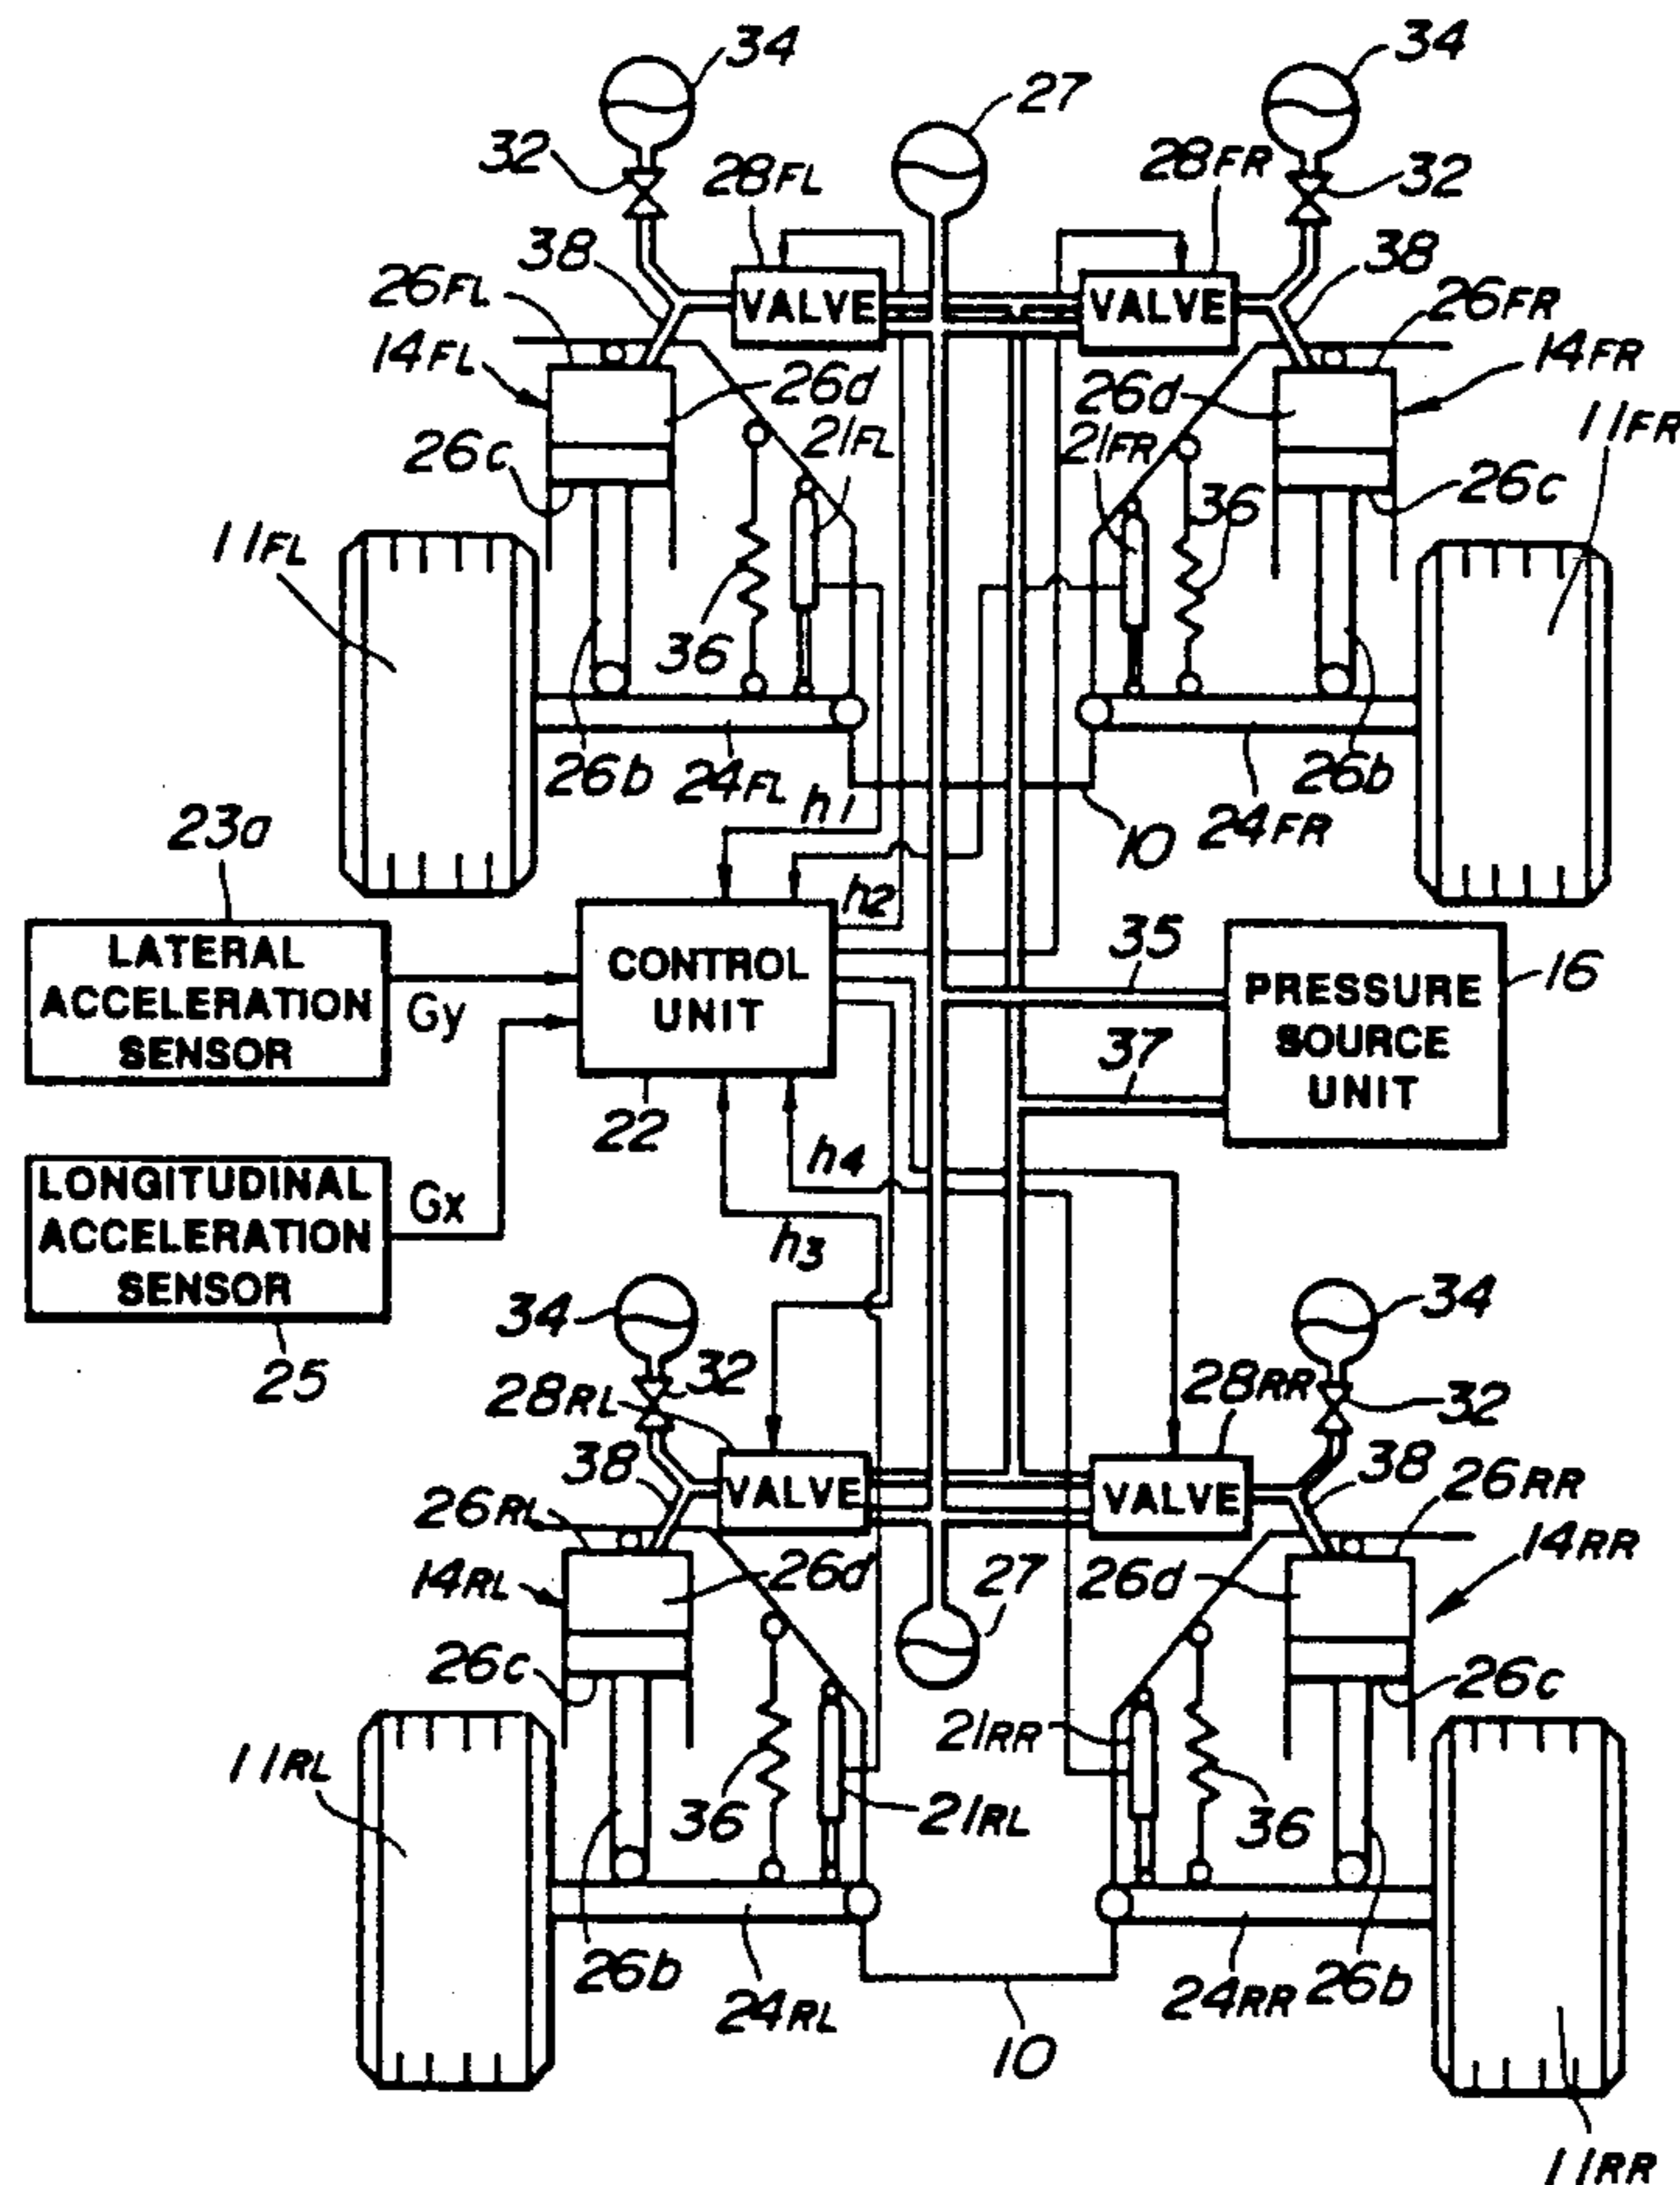 34
34
27
32
28FL
28FR
32
38
38
26FL
26FR
14FL
26d
26d
14FR
21FL
21FR
11FR
26c
26c
36
11FL
36
26b
24FL
26b
h1
10
24FR
23a
h2
LATERAL
ACCELERATION
SENSOR
Gy
CONTROL
UNIT
35
PRESSURE
SOURCE
UNIT
16
37
22
h4
LONGITUDINAL
ACCELERATION
SENSOR
Gx
h3
25
34
34
32
28RL
28RR
32
38
38
VALVE
VALVE
VALVE
VALVE
26RL
26RR
14RL
26d
27
26d
14RR
26c
26c
21RR
11RL
36
21RL
36
26b
24RL
24RR
26b
10
11RR